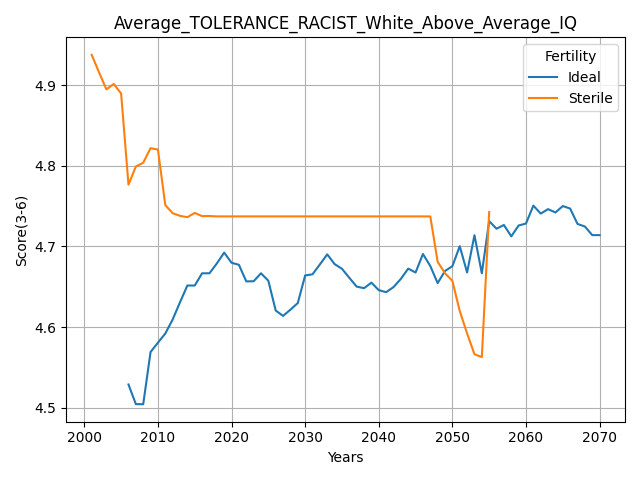 Average_TOLERANCE_RACIST_White_Above_Average_IQ
Fertility
Ideal
Sterile
Score(3-6)
4.9
4.8
4.7
4.6
4.5
2000 2010 2020 2030 2040 2050 2060 2070
Years